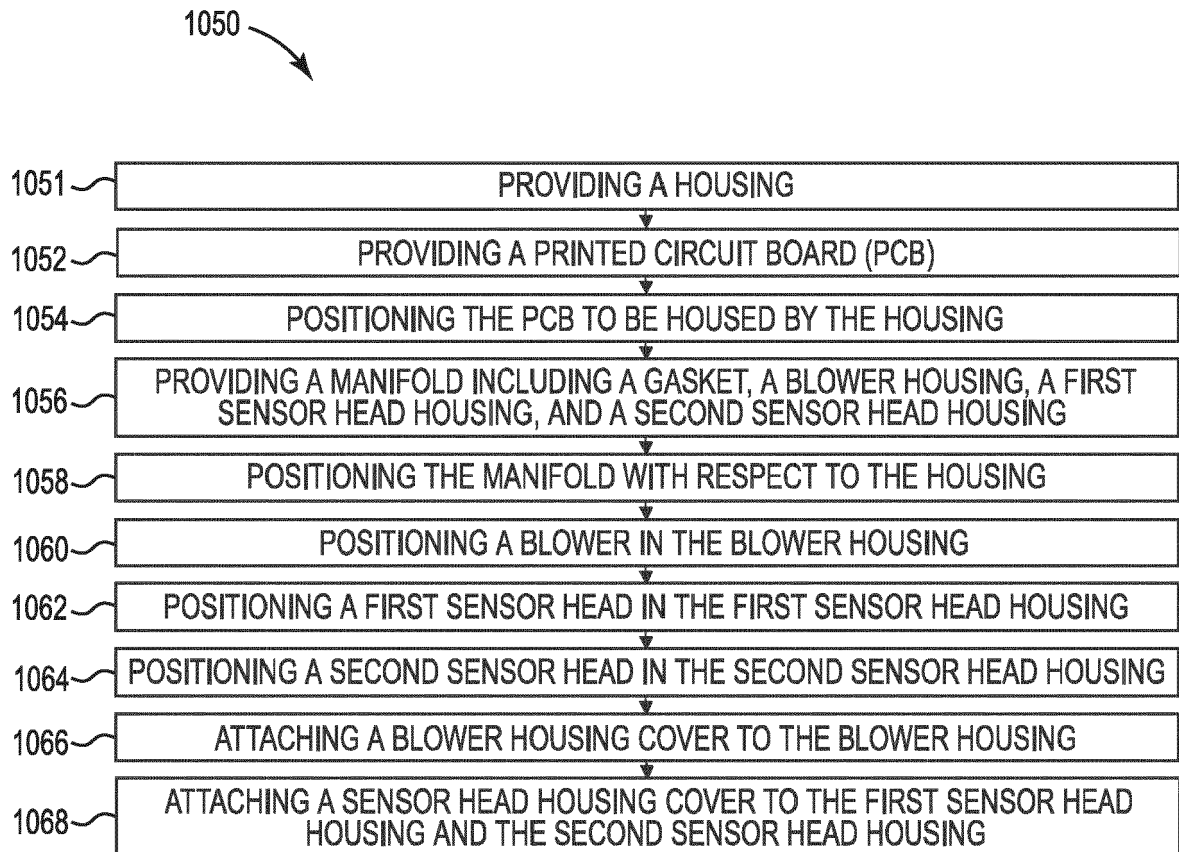 1050
1051 PROVIDING A HOUSING
1052 PROVIDING A PRINTED CIRCUIT BOARD (PCB)
1054 POSITIONING THE PCB TO BE HOUSED BY THE HOUSING
1056 PROVIDING A MANIFOLD INCLUDING A GASKET, A BLOWER HOUSING, A FIRST
SENSOR HEAD HOUSING, AND A SECOND SENSOR HEAD HOUSING
1058 POSITIONING THE MANIFOLD WITH RESPECT TO THE HOUSING
1060 POSITIONING A BLOWER IN THE BLOWER HOUSING
1062 POSITIONING A FIRST SENSOR HEAD IN THE FIRST SENSOR HEAD HOUSING
1064 POSITIONING A SECOND SENSOR HEAD IN THE SECOND SENSOR HEAD HOUSING
1066 ATTACHING A BLOWER HOUSING COVER TO THE BLOWER HOUSING
1068 ATTACHING A SENSOR HEAD HOUSING COVER TO THE FIRST SENSOR HEAD
HOUSING AND THE SECOND SENSOR HEAD HOUSING